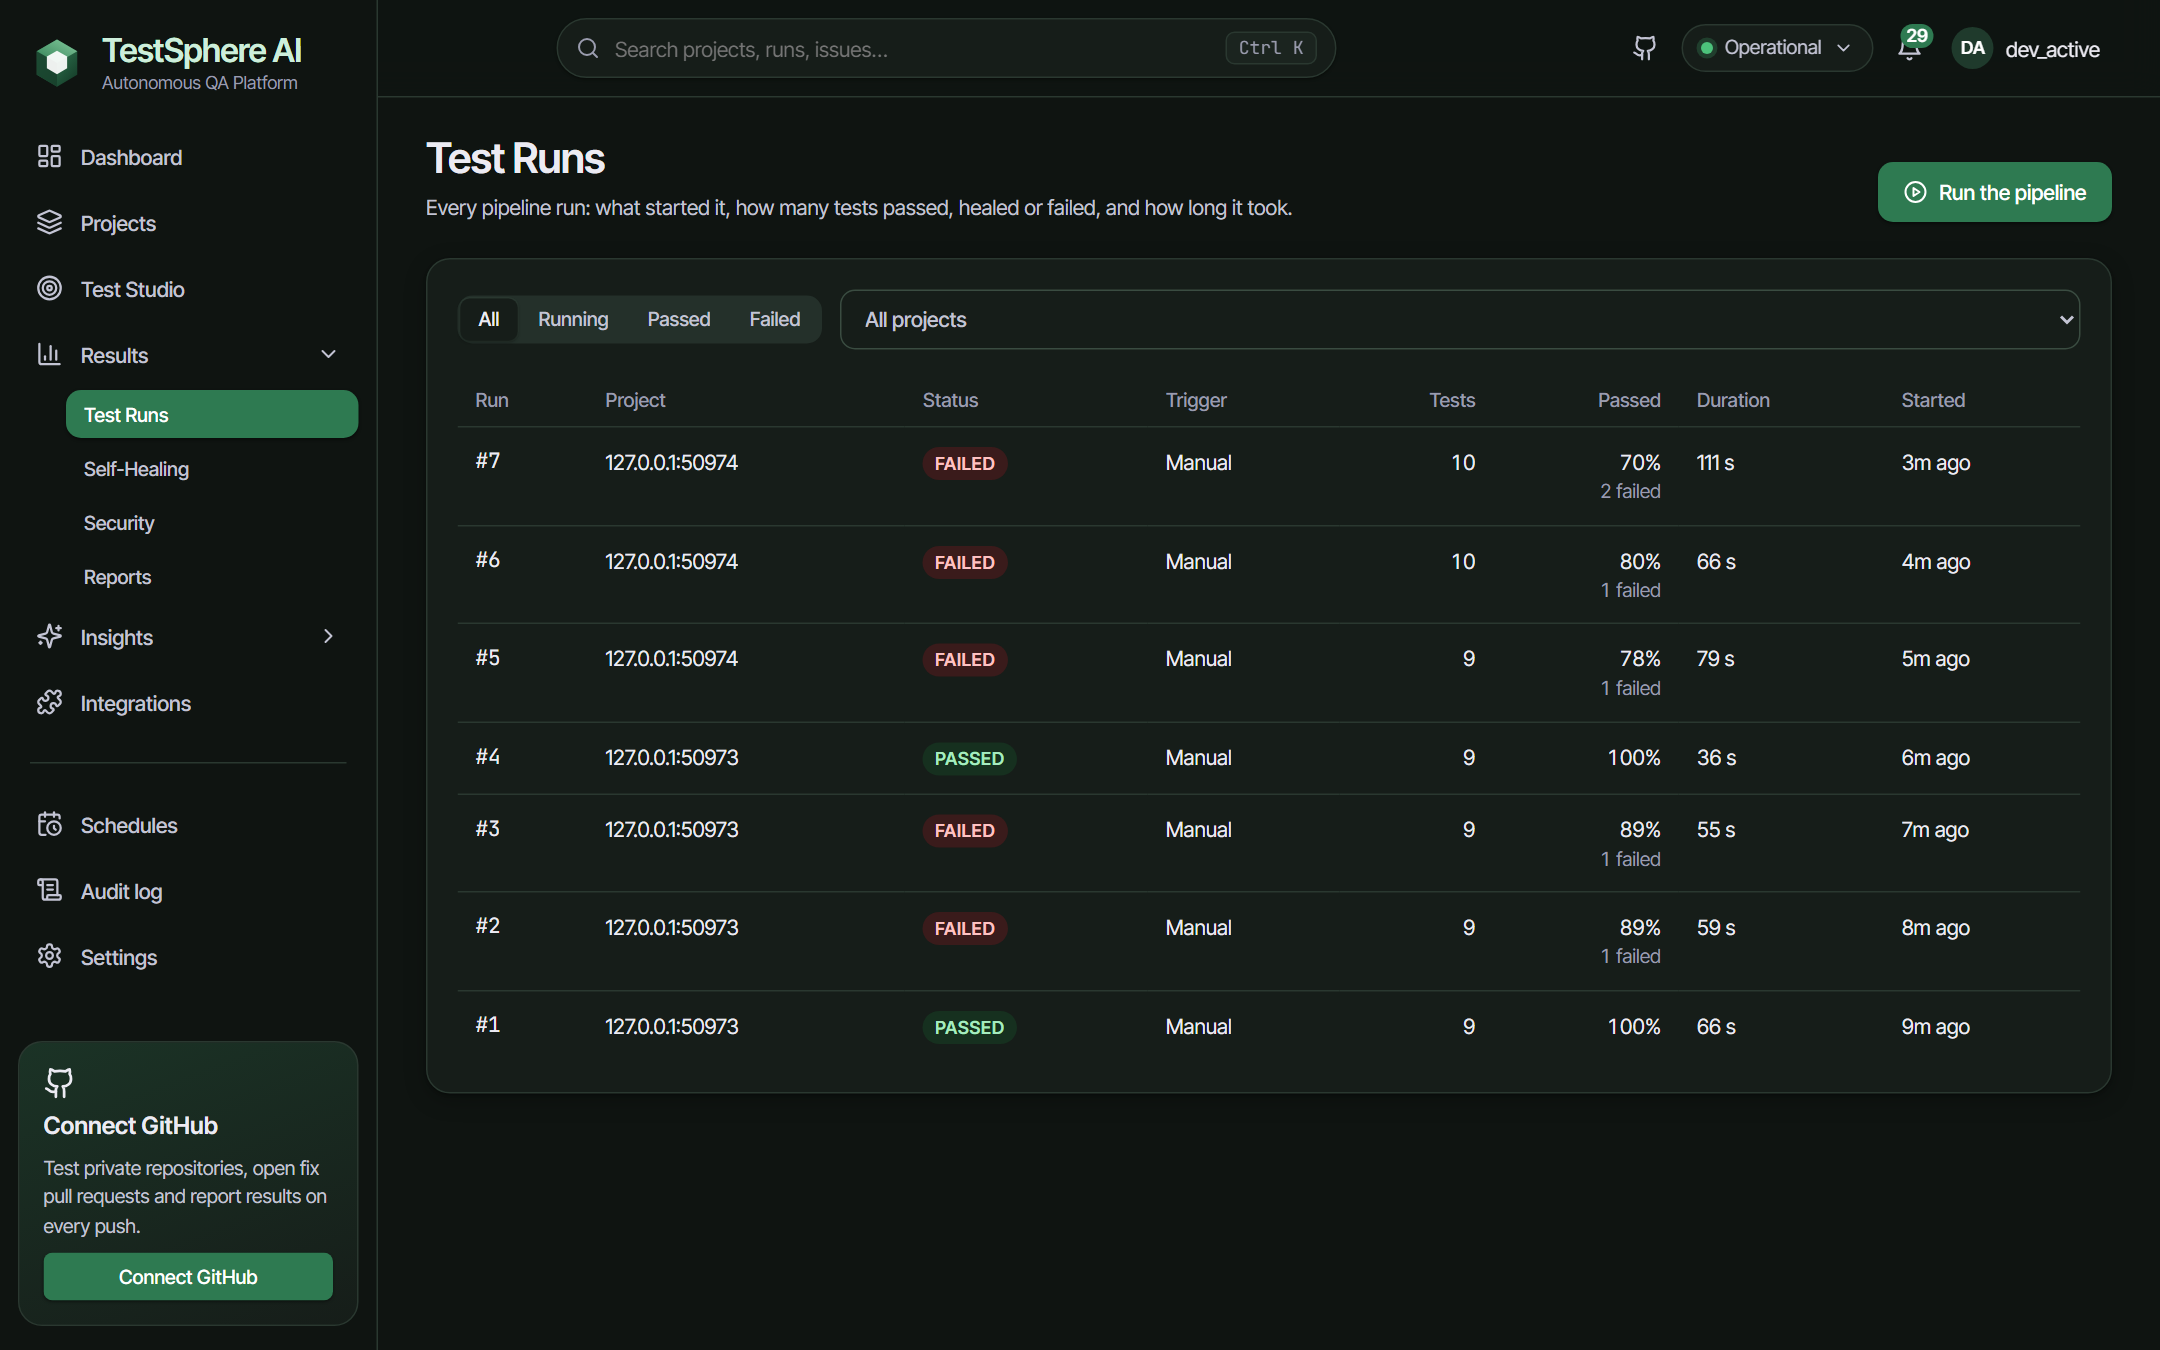 TestSphere AI
Autonomous QA Platform
Search projects, runs, issues...
Ctrl K
Operational
29
DA
dev_active
Dashboard
Projects
Test Studio
Results
Test Runs
Self-Healing
Security
Reports
Insights
Integrations
Schedules
Audit log
Settings
Connect GitHub
Test private repositories, open fix
pull requests and report results on
every push.
Connect GitHub
Test Runs
Every pipeline run: what started it, how many tests passed, healed or failed, and how long it took.
Run the pipeline
All Running Passed Failed
All projects
Run Project Status Trigger Tests Passed Duration Started
#7 127.0.0.1:50974 FAILED Manual 10 70% 111 s 3m ago
2 failed
#6 127.0.0.1:50974 FAILED Manual 10 80% 66 s 4m ago
1 failed
#5 127.0.0.1:50974 FAILED Manual 9 78% 79 s 5m ago
1 failed
#4 127.0.0.1:50973 PASSED Manual 9 100% 36 s 6m ago
#3 127.0.0.1:50973 FAILED Manual 9 89% 55 s 7m ago
1 failed
#2 127.0.0.1:50973 FAILED Manual 9 89% 59 s 8m ago
1 failed
#1 127.0.0.1:50973 PASSED Manual 9 100% 66 s 9m ago